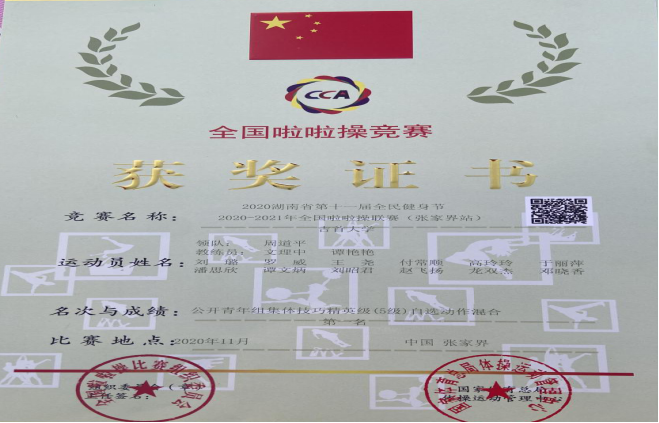 CCA
全国啦啦操竞赛
获奖证书
2020湖南省第十一届全民健身节
竞赛名称： 2020-2021年全国啦啦操联赛（张家界站）
吉首大学
领队： 周道平
教练员： 文理中 谭艳艳
运动员姓名： 刘璐 罗威 王尧 付常顺 高玲玲 于丽萍
潘思欣 谭文炳 刘昭君 赵飞扬 龙双杰 邓晓香
名次与成绩： 公开青年组集体技巧精英级(5级)自选动作混合
第一名
比赛地点： 2020年11月 中国 张家界